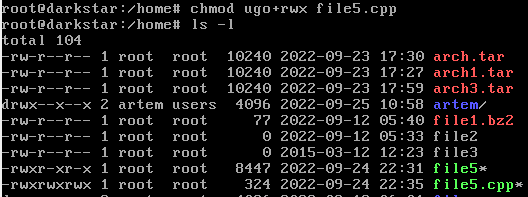 root@darkstar:/home# chmod ugo+rwx file5.cpp
root@darkstar:/home# ls -l
total 104
-rw-r--r-- 1 root root 10240 2022-09-23 17:30 arch.tar
-rw-r--r-- 1 root root 10240 2022-09-23 17:27 arch1.tar
-rw-r--r-- 1 root root 10240 2022-09-23 17:59 arch3.tar
drwx--x--x 2 artem users 4096 2022-09-25 10:58 artem/
-rw-r--r-- 1 root root 77 2022-09-12 05:40 file1.bz2
-rw-r--r-- 1 root root 0 2022-09-12 05:33 file2
-rw-r--r-- 1 root root 0 2015-03-12 12:23 file3
-rwxr-xr-x 1 root root 8447 2022-09-24 22:31 file5*
-rwxrwxrwx 1 root root 324 2022-09-24 22:35 file5.cpp*